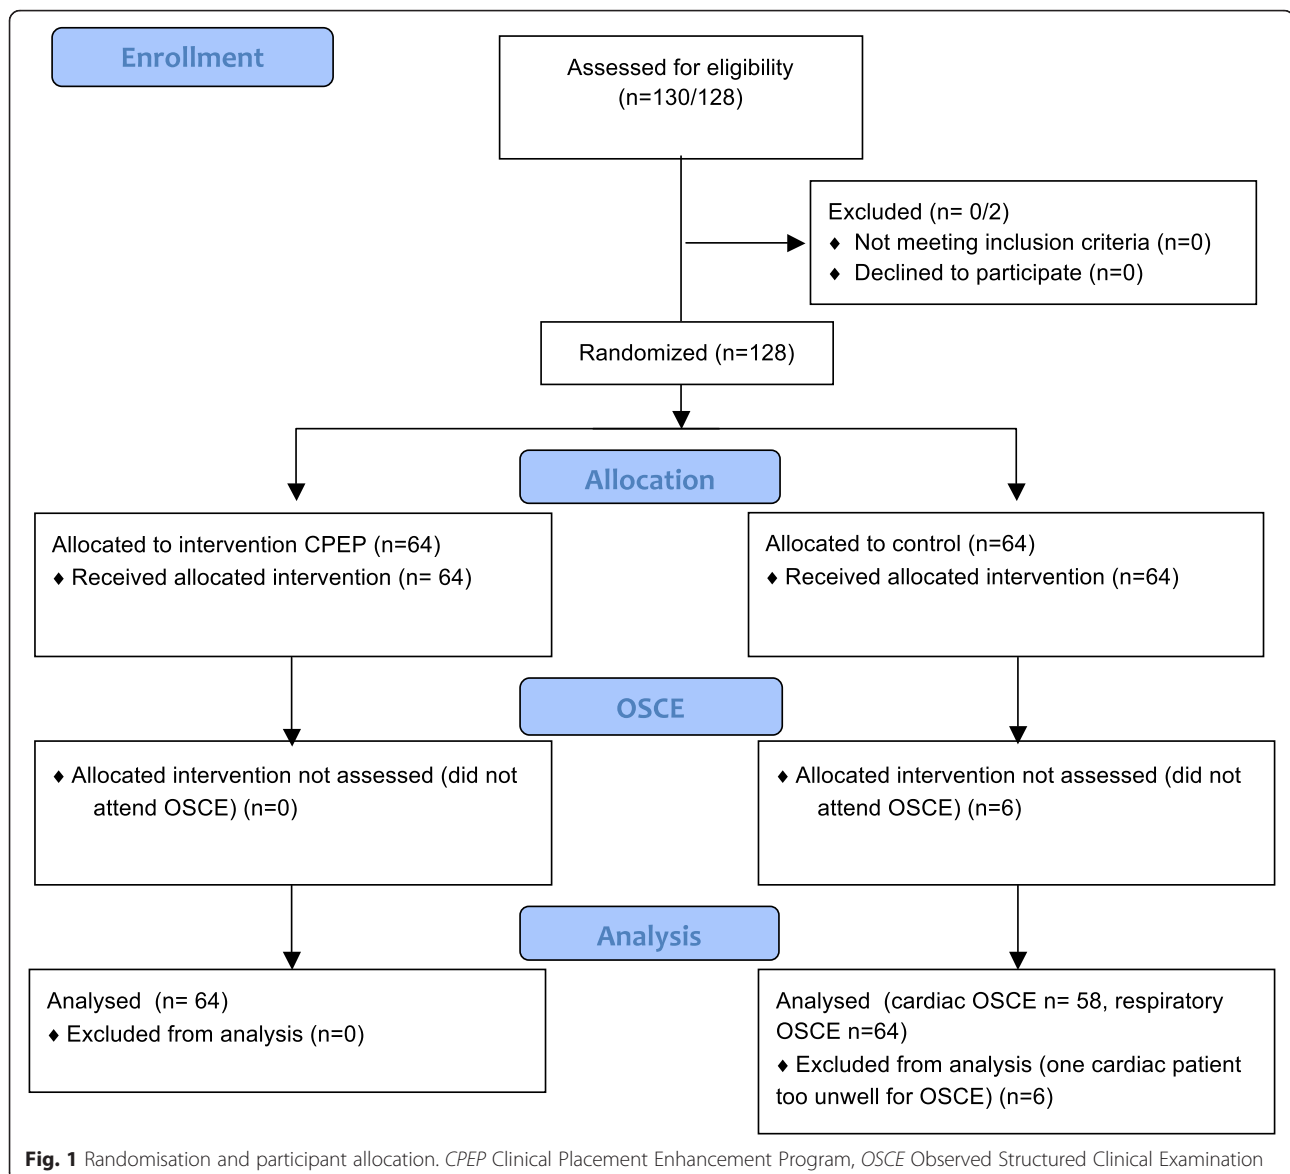 Enrollment
Assessed for eligibility
(n=130/128)
Excluded (n= 0/2)
♦ Not meeting inclusion criteria (n=0)
♦ Declined to participate (n=0)
Randomized (n=128)
Allocation
Allocated to intervention CPEP (n=64)
♦ Received allocated intervention (n= 64)
Allocated to control (n=64)
♦ Received allocated intervention (n=64)
OSCE
♦ Allocated intervention not assessed (did not
attend OSCE) (n=0)
♦ Allocated intervention not assessed (did not
attend OSCE) (n=6)
Analysis
Analysed (n= 64)
♦ Excluded from analysis (n=0)
Analysed (cardiac OSCE n= 58, respiratory
OSCE n=64)
♦ Excluded from analysis (one cardiac patient
too unwell for OSCE) (n=6)
Fig. 1 Randomisation and participant allocation. CPEP Clinical Placement Enhancement Program, OSCE Observed Structured Clinical Examination